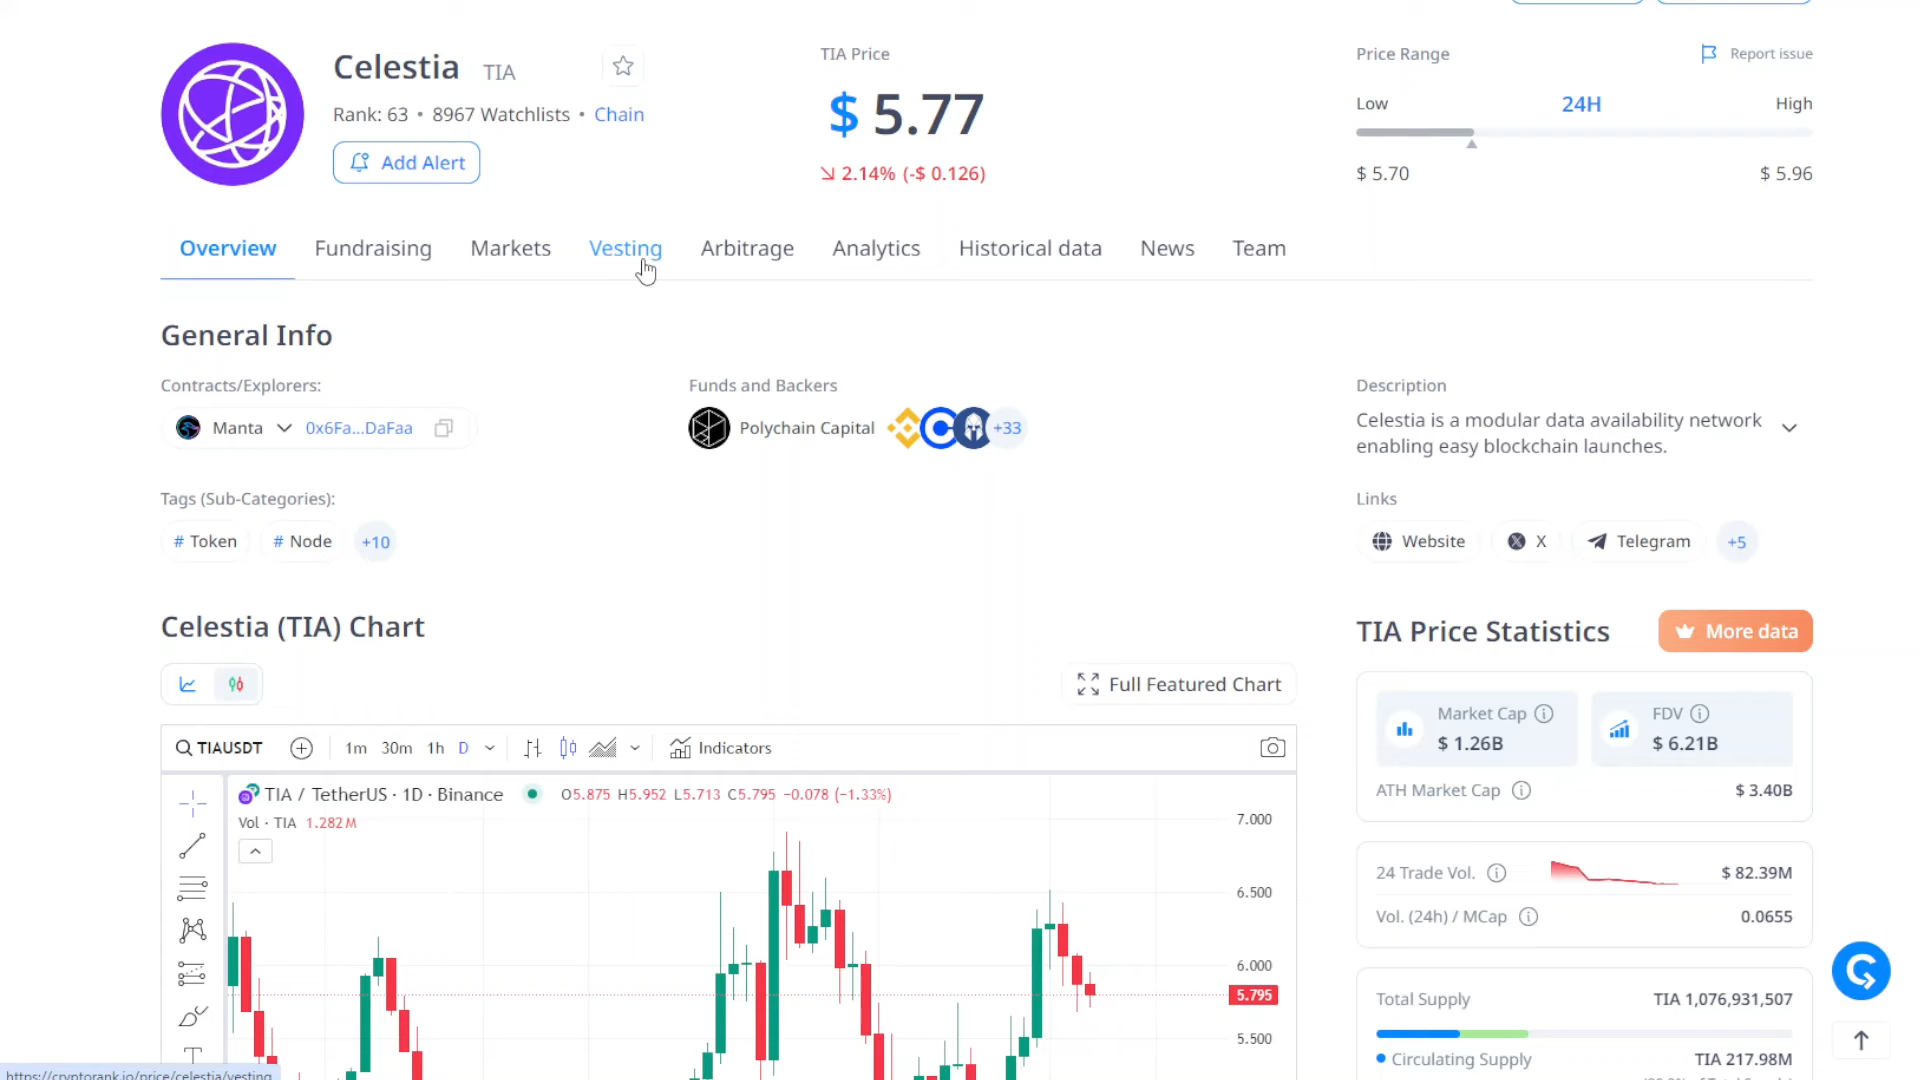 Celestia TIA
Rank: 63 • 8967 Watchlists • Chain
Add Alert
TIA Price
$ 5.77
2.14% (-$ 0.126)
Price Range
Report issue
Low 24H High
$ 5.70 $ 5.96
Overview Fundraising Markets Vesting Arbitrage Analytics Historical data News Team
General Info
Contracts/Explorers:
Manta 0x6Fa...DaFaa
Funds and Backers
Polychain Capital +33
Description
Celestia is a modular data availability network
enabling easy blockchain launches.
Tags (Sub-Categories):
# Token # Node +10
Links
Website X Telegram +5
Celestia (TIA) Chart
Full Featured Chart
TIAUSDT 1m 30m 1h D Indicators
TIA / TetherUS · 1D · Binance O5.875 H5.952 L5.713 C5.795 −0.078 (−1.33%)
Vol · TIA 1.282M
7.000
6.500
6.000
5.795
5.500
TIA Price Statistics
More data
Market Cap
$ 1.26B
FDV
$ 6.21B
ATH Market Cap $ 3.40B
24 Trade Vol. $ 82.39M
Vol. (24h) / MCap 0.0655
Total Supply TIA 1,076,931,507
Circulating Supply TIA 217.98M
https://cryptorank.io/price/celestia/vesting